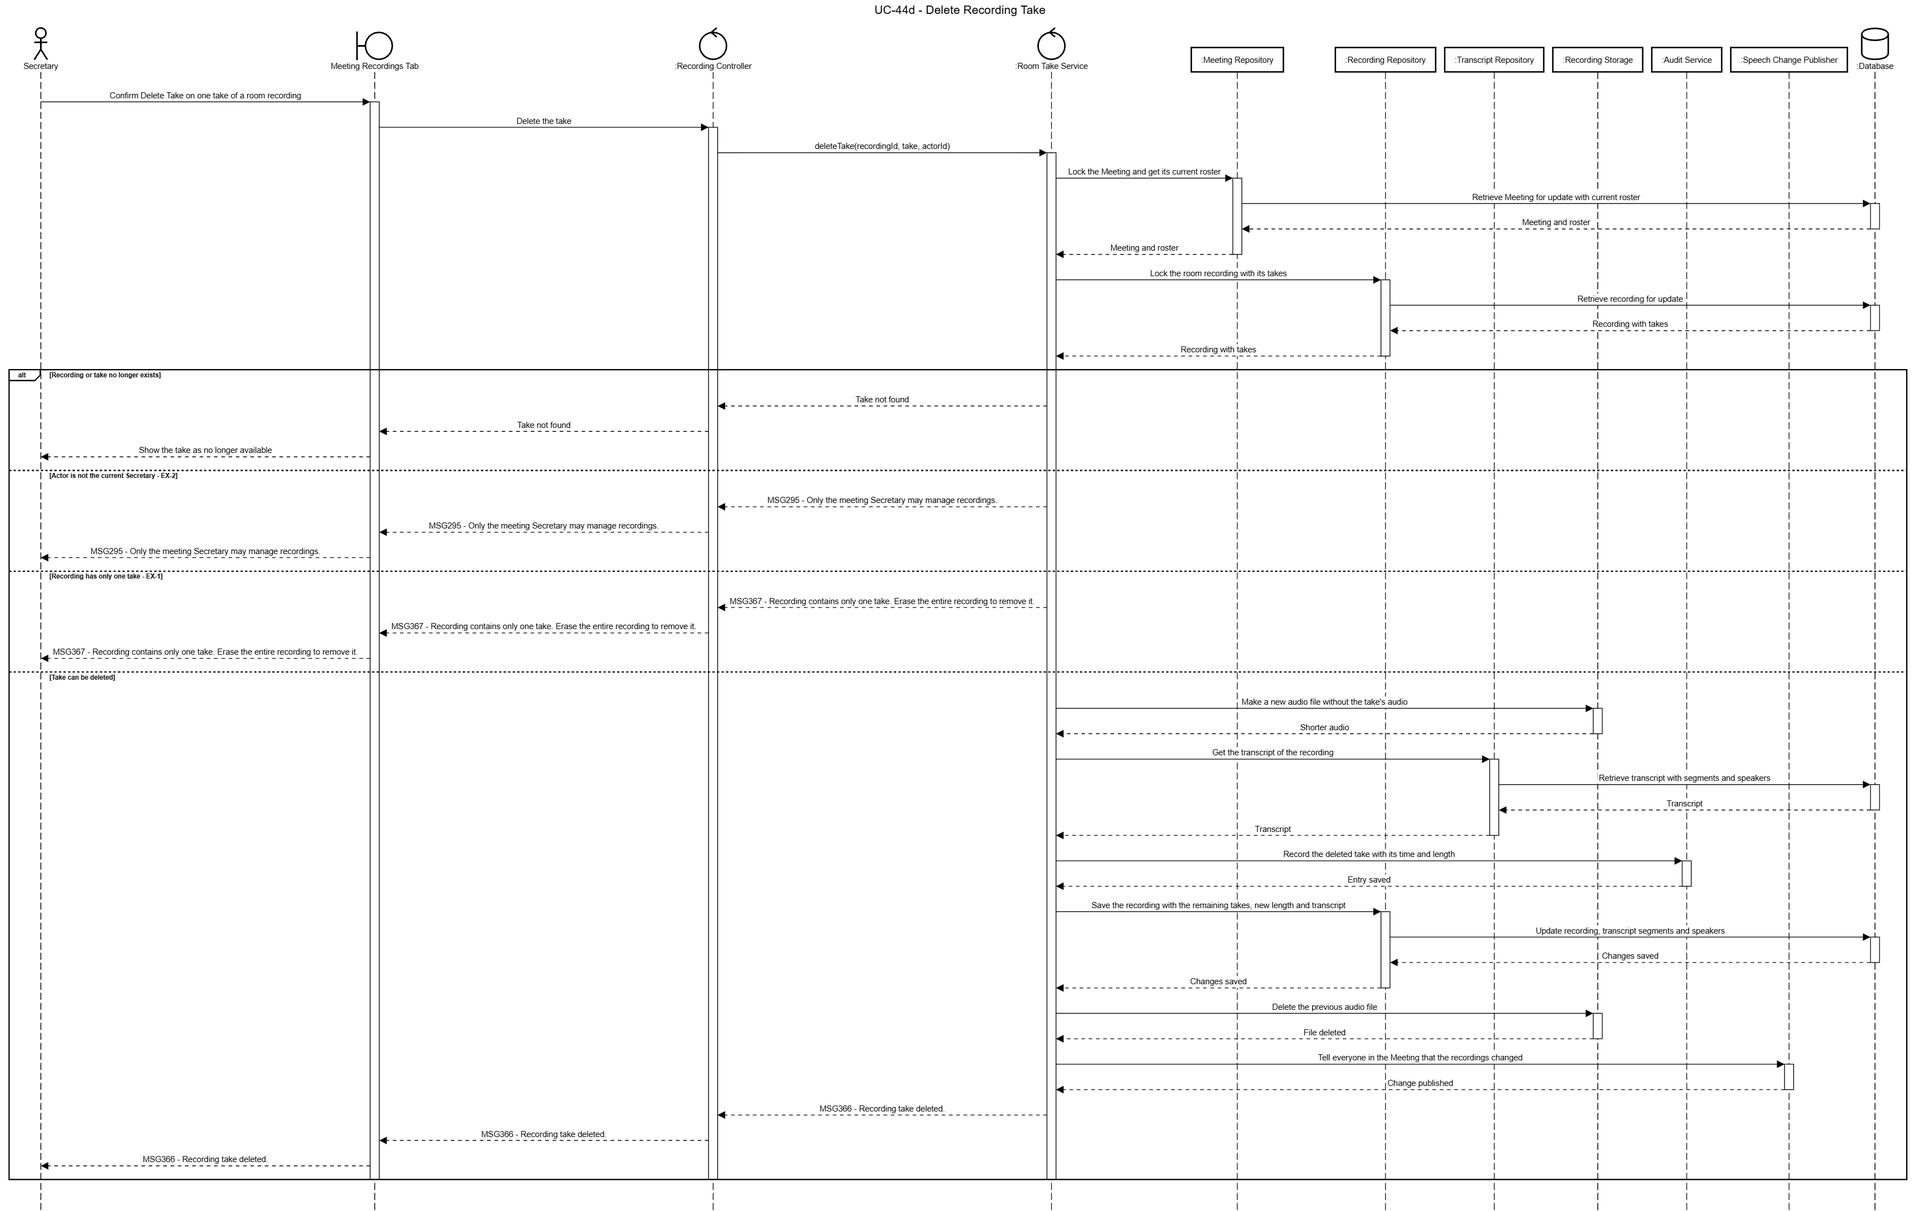 UC-44d - Delete Recording Take
Secretary
Meeting Recordings Tab
:Recording Controller
:Room Take Service
:Meeting Repository
:Recording Repository
:Transcript Repository
:Recording Storage
:Audit Service
:Speech Change Publisher
:Database
Confirm Delete Take on one take of a room recording
Delete the take
deleteTake(recordingId, take, actorId)
Lock the Meeting and get its current roster
Retrieve Meeting for update with current roster
Meeting and roster
Meeting and roster
Lock the room recording with its takes
Retrieve recording for update
Recording with takes
Recording with takes
alt
[Recording or take no longer exists]
Take not found
Take not found
Show the take as no longer available
[Actor is not the current Secretary - EX-2]
MSG295 - Only the meeting Secretary may manage recordings.
MSG295 - Only the meeting Secretary may manage recordings.
MSG295 - Only the meeting Secretary may manage recordings.
[Recording has only one take - EX-1]
MSG367 - Recording contains only one take. Erase the entire recording to remove it.
MSG367 - Recording contains only one take. Erase the entire recording to remove it.
MSG367 - Recording contains only one take. Erase the entire recording to remove it.
[Take can be deleted]
Make a new audio file without the take's audio
Shorter audio
Get the transcript of the recording
Retrieve transcript with segments and speakers
Transcript
Transcript
Record the deleted take with its time and length
Entry saved
Save the recording with the remaining takes, new length and transcript
Update recording, transcript segments and speakers
Changes saved
Changes saved
Delete the previous audio file
File deleted
Tell everyone in the Meeting that the recordings changed
Change published
MSG366 - Recording take deleted.
MSG366 - Recording take deleted.
MSG366 - Recording take deleted.